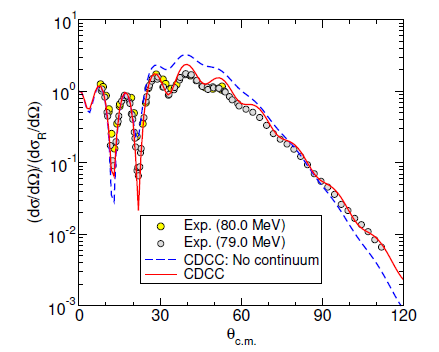 10^1
10^0
10^-1
10^-2
10^-3
(dσ/dΩ)/(dσ_R/dΩ)
Exp. (80.0 MeV)
Exp. (79.0 MeV)
CDCC: No continuum
CDCC
0 30 60 90 120
θ_c.m.